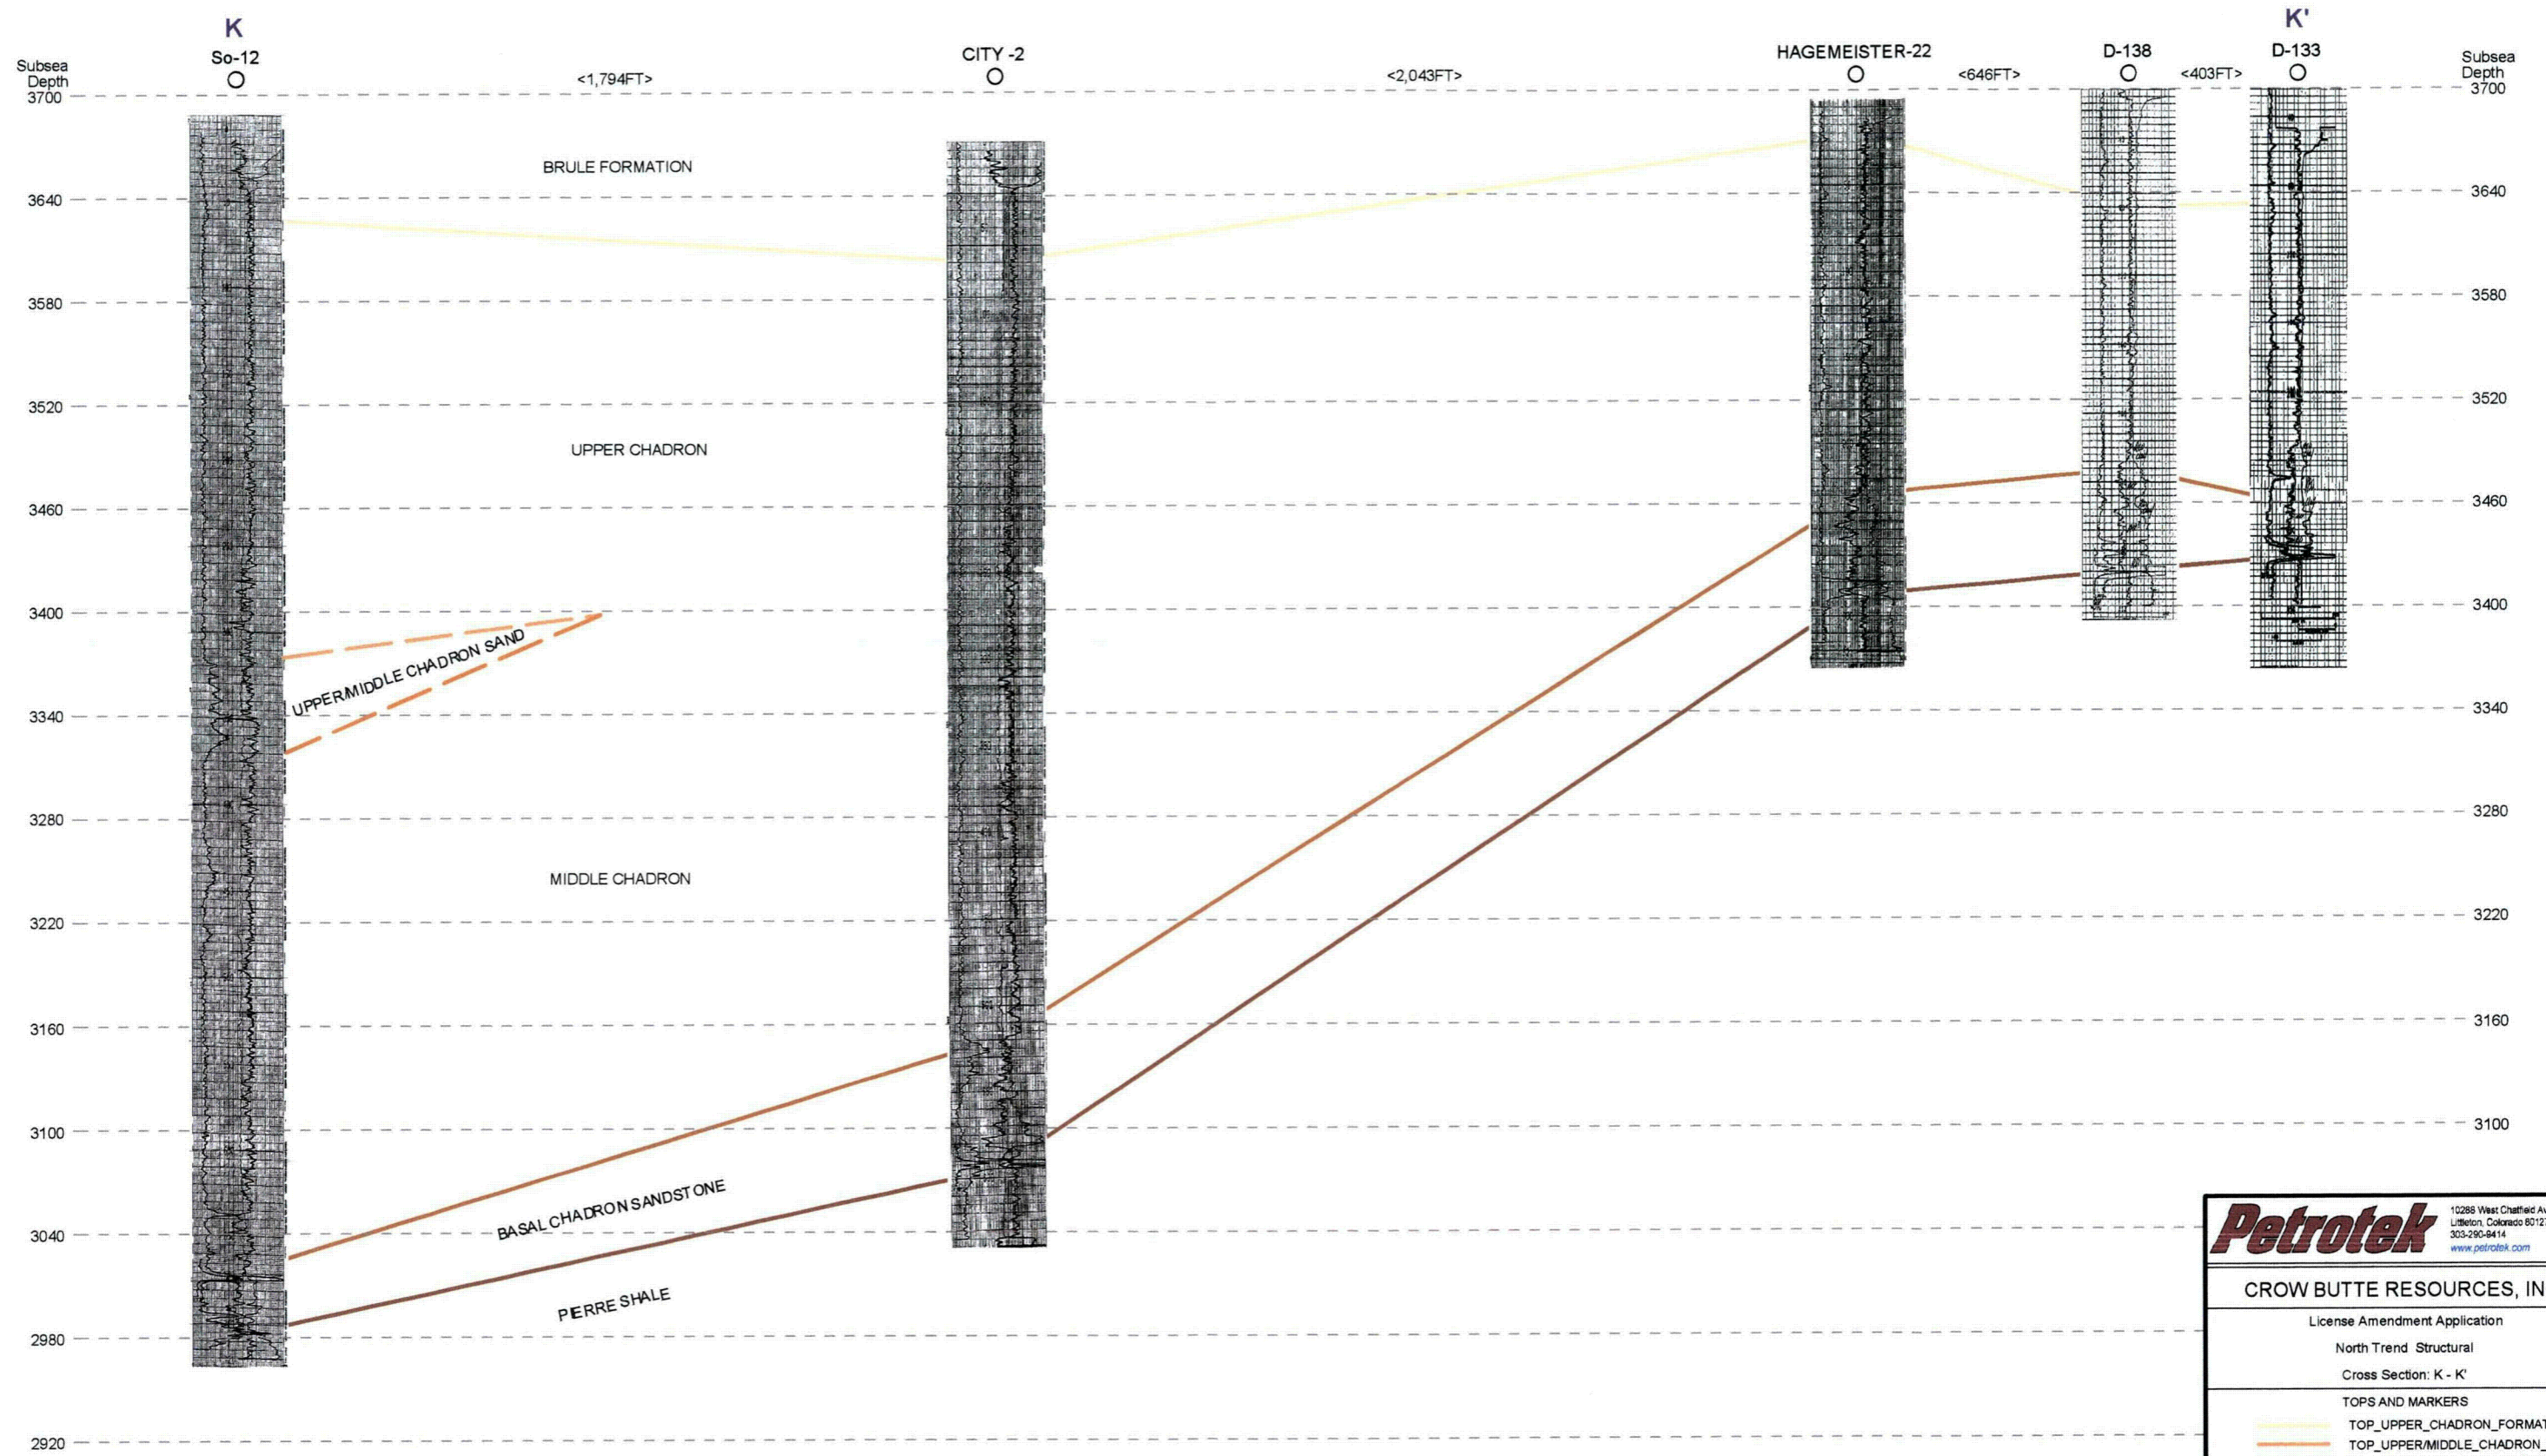 K
K'
So-12
CITY -2
HAGEMEISTER-22
D-138
D-133
Subsea
Depth
<1,794FT>
<2,043FT>
<646FT>
<403FT>
Subsea
Depth
3700
3700
BRULE FORMATION
3640
3640
3580
3580
3520
3520
UPPER CHADRON
3460
3460
3400
3400
UPPER/MIDDLE CHADRON SAND
3340
3340
3280
3280
MIDDLE CHADRON
3220
3220
3160
3160
3100
3100
BASAL CHADRON SANDSTONE
3040
PIERRE SHALE
2980
2920
Petrotek
10288 West Chatfield Av
Littleton, Colorado 8012
303-290-9414
www.petrotek.com
CROW BUTTE RESOURCES, IN
License Amendment Application
North Trend Structural
Cross Section: K - K'
TOPS AND MARKERS
TOP_UPPER_CHADRON_FORMAT
TOP_UPPER/MIDDLE_CHADRON_